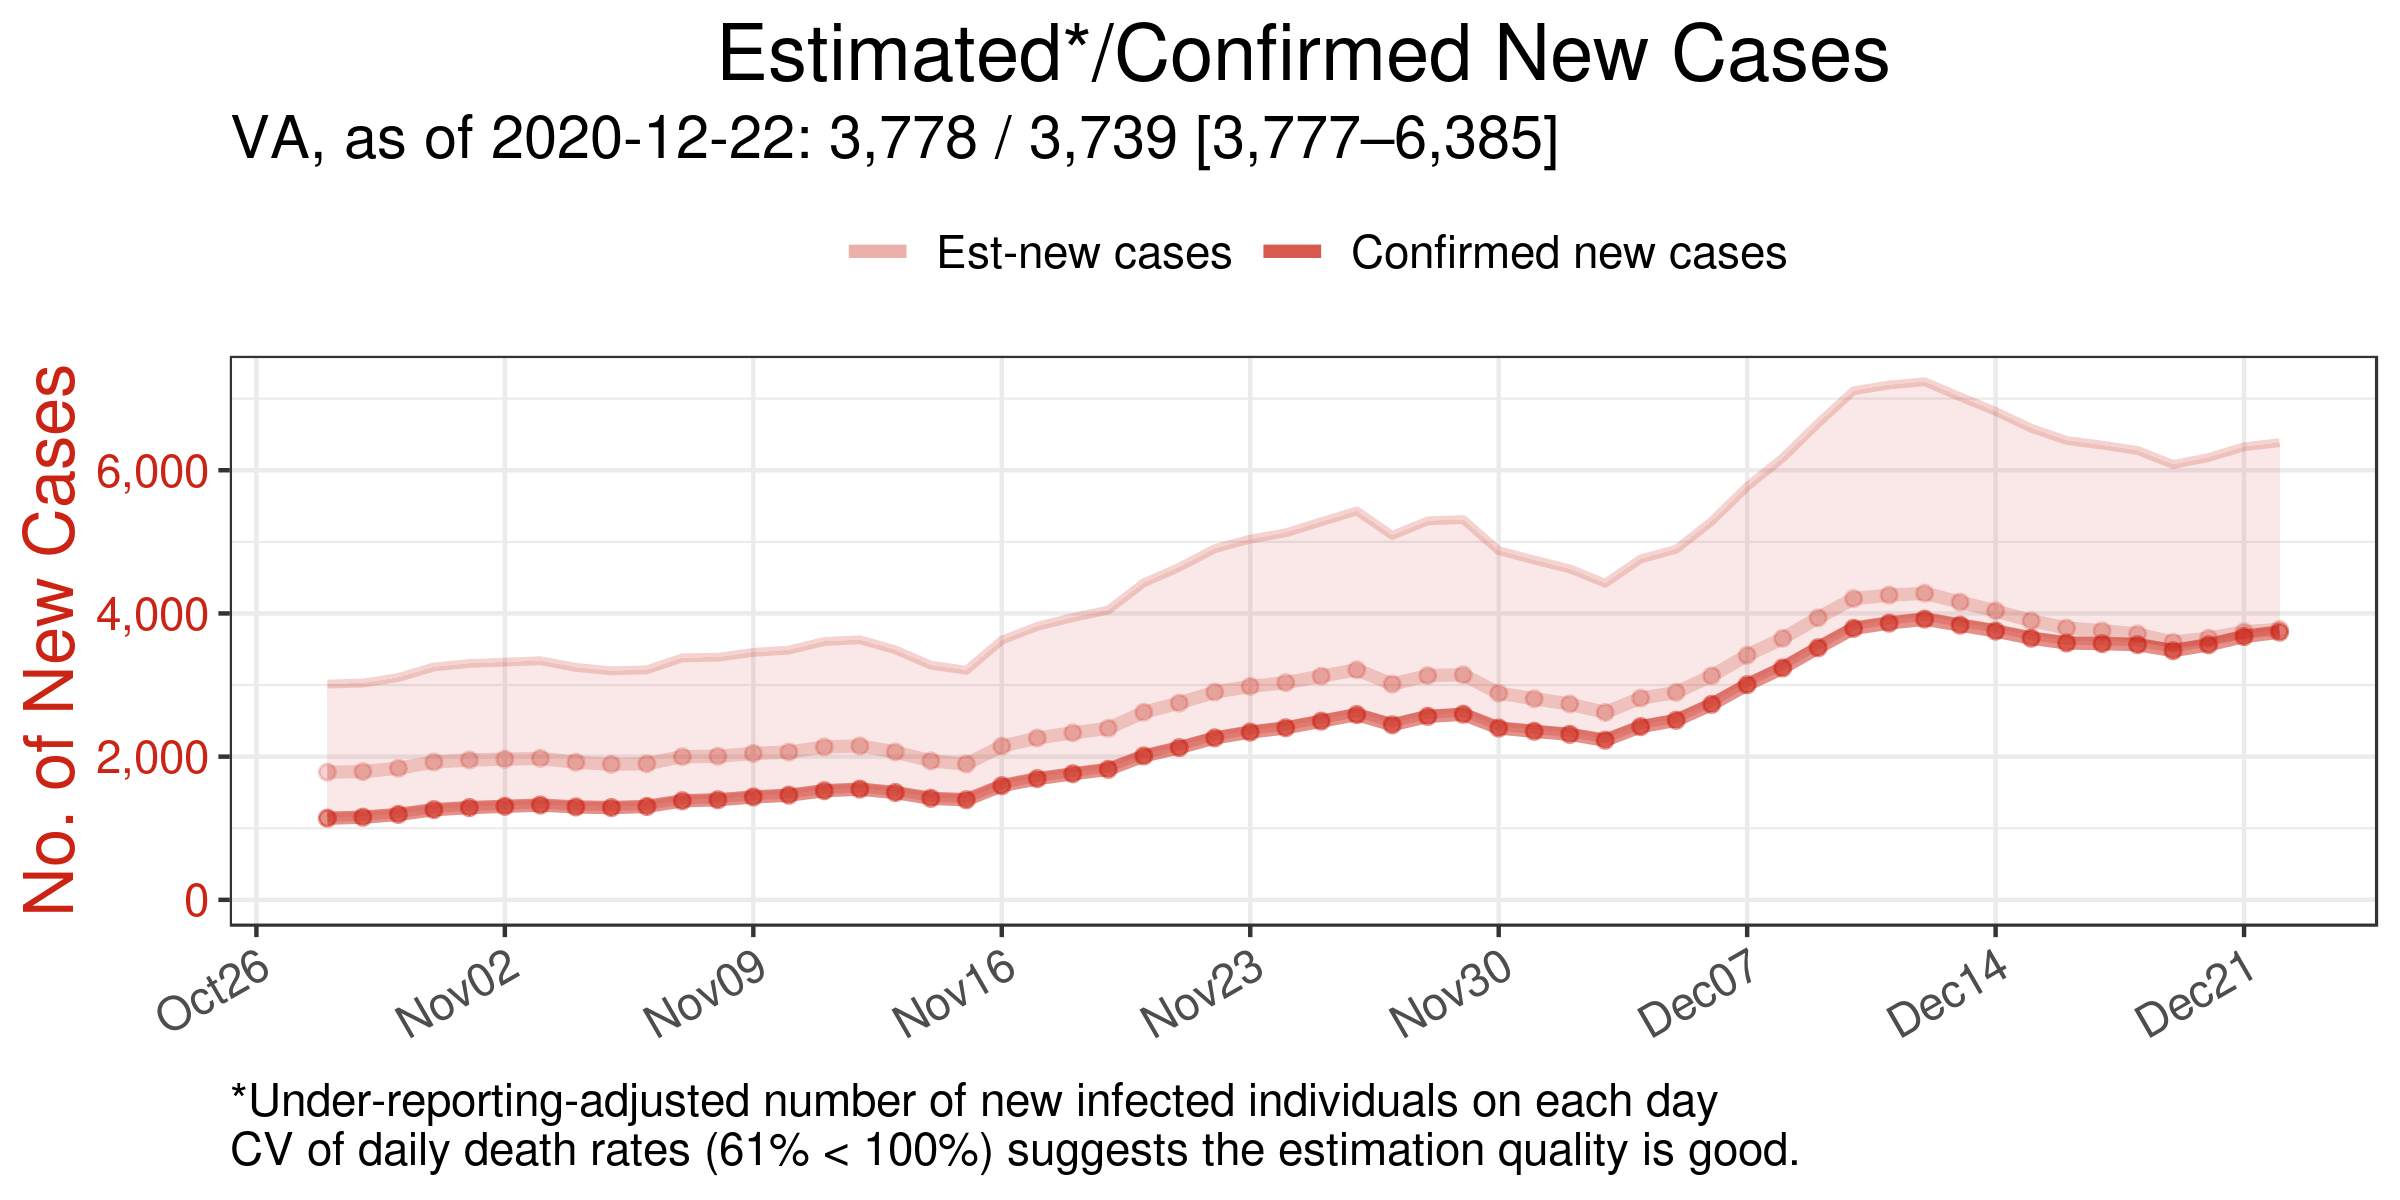 Estimated*/Confirmed New Cases
VA, as of 2020-12-22: 3,778 / 3,739 [3,777–6,385]
Est-new cases
Confirmed new cases
No. of New Cases
6,000
4,000
2,000
0
Oct26
Nov02
Nov09
Nov16
Nov23
Nov30
Dec07
Dec14
Dec21
*Under-reporting-adjusted number of new infected individuals on each day
CV of daily death rates (61% < 100%) suggests the estimation quality is good.